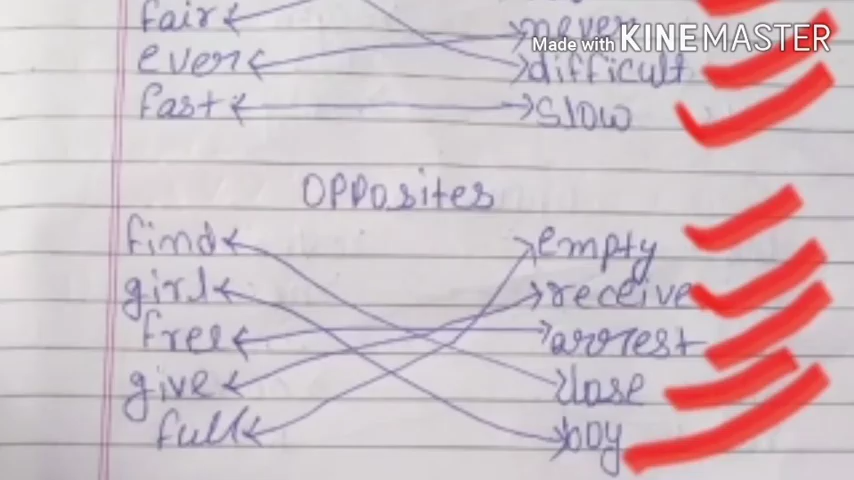 fair never
Made with KINEMASTER
ever difficult
fast slow
Opposites
find empty
girl receive
free arrest
give lose
full boy